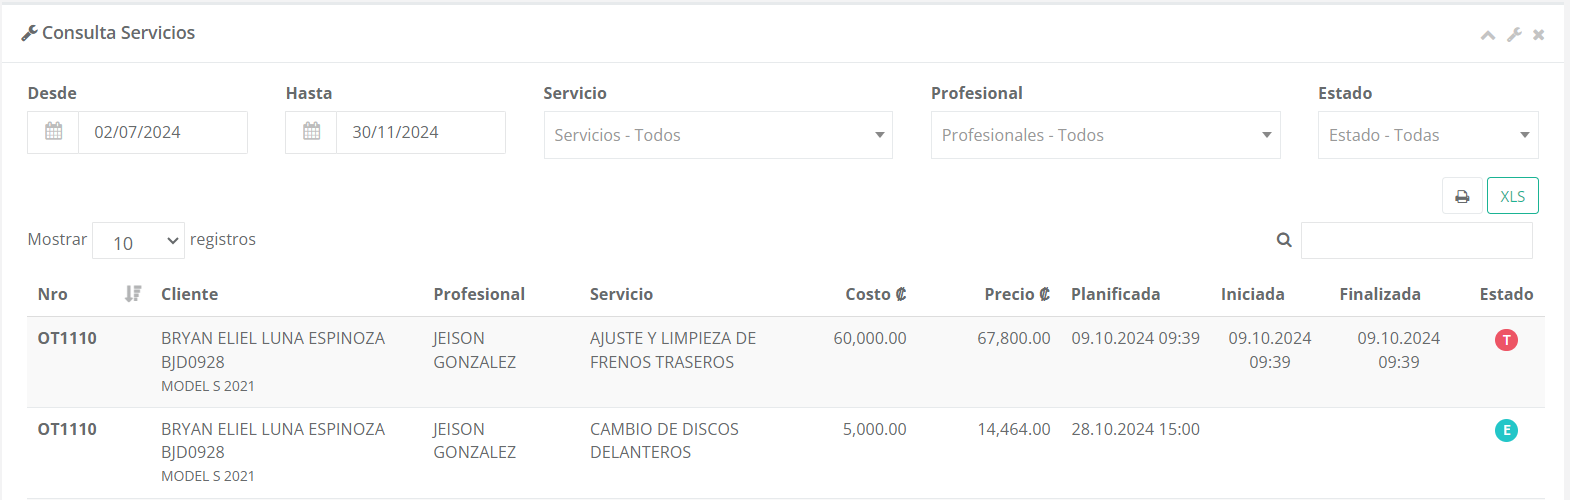 Consulta Servicios
Desde Hasta Servicio Profesional Estado
02/07/2024 30/11/2024 Servicios - Todos Profesionales - Todos Estado - Todas
XLS
Mostrar 10 registros
Nro Cliente Profesional Servicio Costo ₡ Precio ₡ Planificada Iniciada Finalizada Estado
OT1110 BRYAN ELIEL LUNA ESPINOZA JEISON AJUSTE Y LIMPIEZA DE 60,000.00 67,800.00 09.10.2024 09:39 09.10.2024 09.10.2024 T
BJD0928 GONZALEZ FRENOS TRASEROS 09:39 09:39
MODEL S 2021
OT1110 BRYAN ELIEL LUNA ESPINOZA JEISON CAMBIO DE DISCOS 5,000.00 14,464.00 28.10.2024 15:00 E
BJD0928 GONZALEZ DELANTEROS
MODEL S 2021